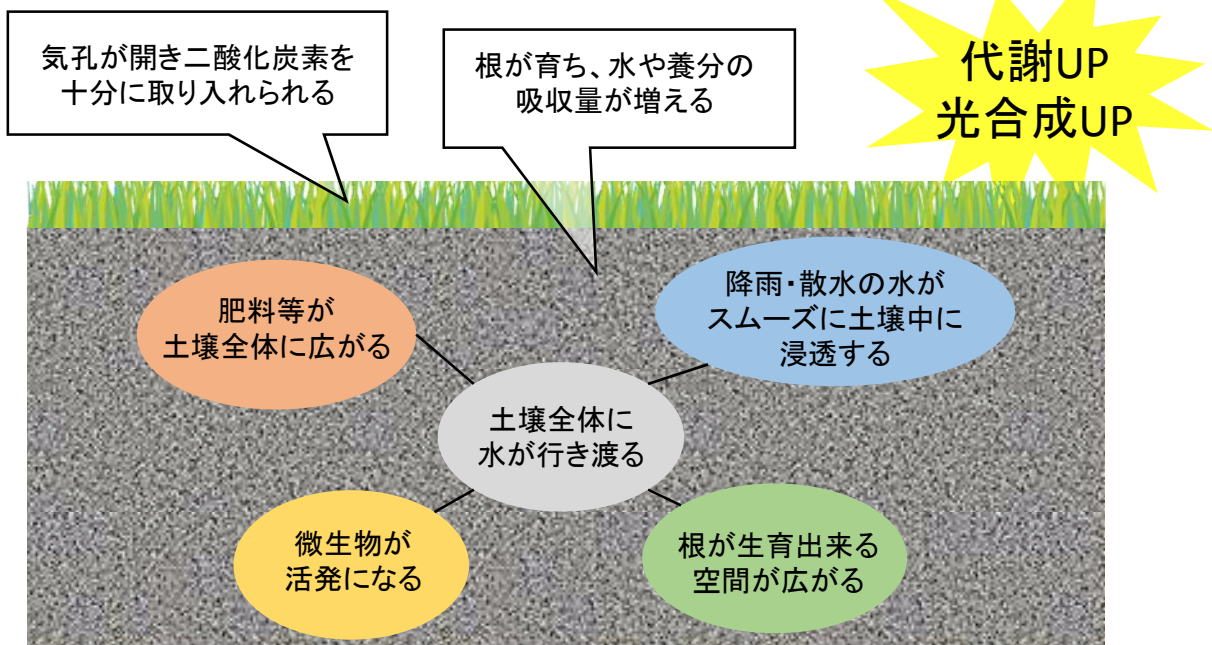 気孔が開き二酸化炭素を
十分に取り入れられる
根が育ち、水や養分の
吸収量が増える
代謝UP
光合成UP
肥料等が
土壌全体に広がる
降雨・散水の水が
スムーズに土壌中に
浸透する
土壌全体に
水が行き渡る
微生物が
活発になる
根が生育出来る
空間が広がる